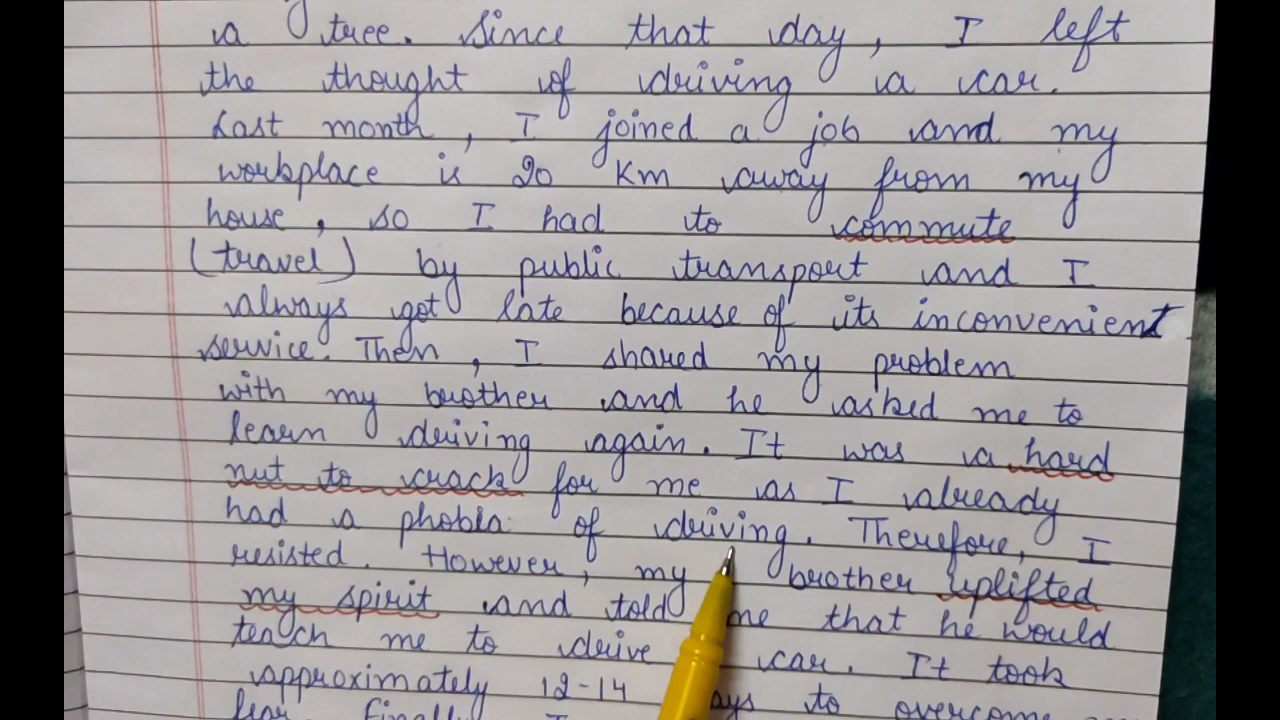 a tree. Since that day, I left
the thought of driving a car.
Last month, I joined a job and my
workplace is 20 Km away from my
house, so I had to commute
(travel) by public transport and I
always got late because of its inconvenient
service. Then, I shared my problem
with my brother and he asked me to
learn driving again. It was a hard
nut to crack for me as I already
had a phobia of driving. Therefore, I
resisted. However, my brother uplifted
my spirit and told me that he would
teach me to drive car. It took
approximately 12-14 to overcome
fear. Finally I